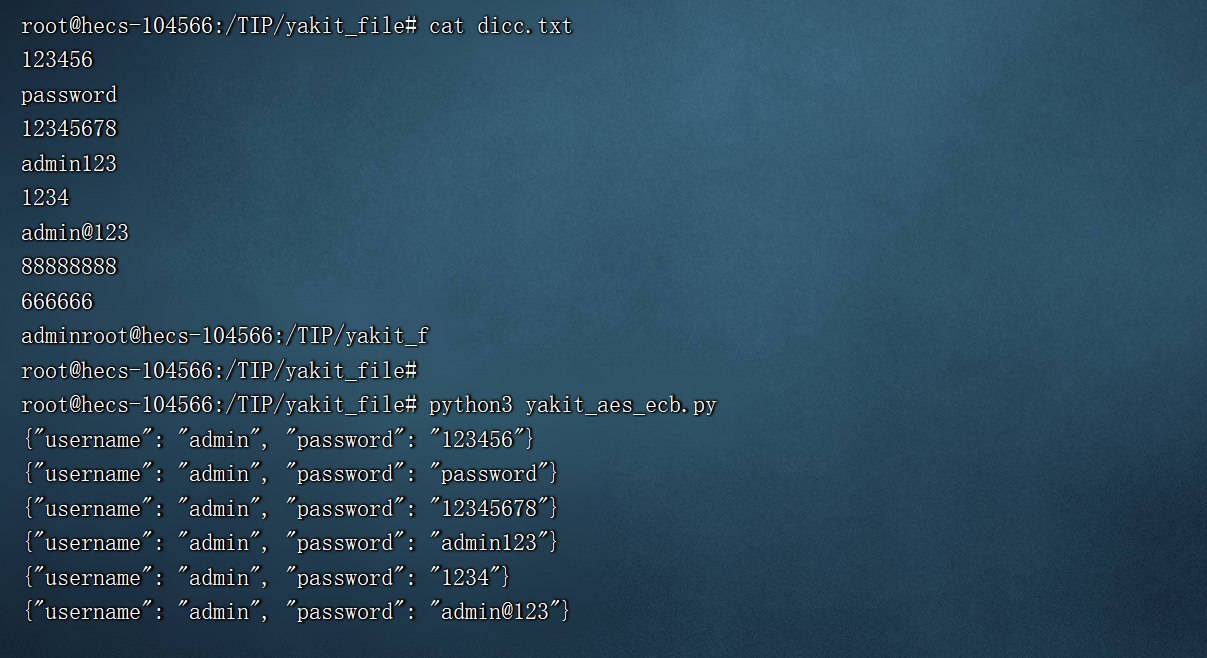 root@hecs-104566:/TIP/yakit_file# cat dicc.txt
123456
password
12345678
admin123
1234
admin@123
88888888
666666
adminroot@hecs-104566:/TIP/yakit_f
root@hecs-104566:/TIP/yakit_file#
root@hecs-104566:/TIP/yakit_file# python3 yakit_aes_ecb.py
{"username": "admin", "password": "123456"}
{"username": "admin", "password": "password"}
{"username": "admin", "password": "12345678"}
{"username": "admin", "password": "admin123"}
{"username": "admin", "password": "1234"}
{"username": "admin", "password": "admin@123"}